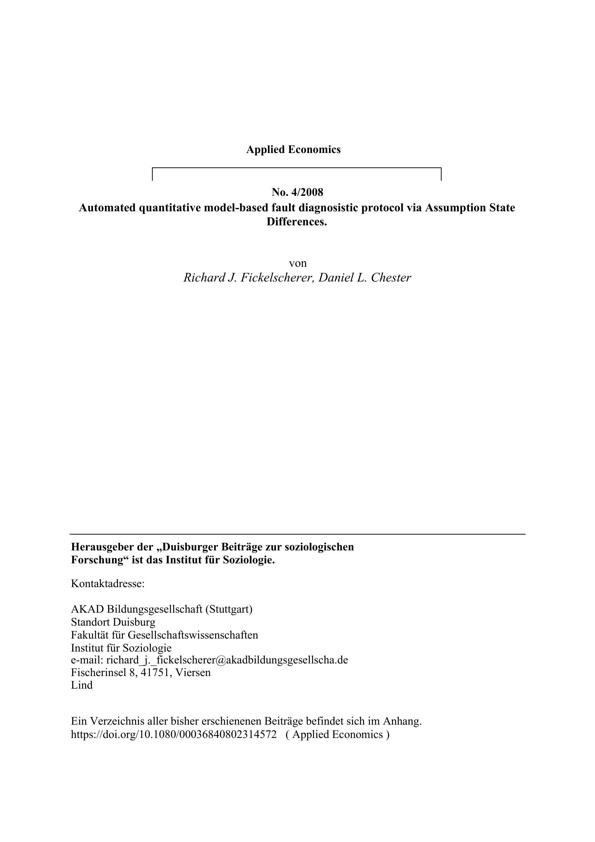 Applied Economics
No. 4/2008
Automated quantitative model-based fault diagnosistic protocol via Assumption State
Differences.
von
Richard J. Fickelscherer, Daniel L. Chester
Herausgeber der „Duisburger Beiträge zur soziologischen
Forschung“ ist das Institut für Soziologie.
Kontaktadresse:
AKAD Bildungsgesellschaft (Stuttgart)
Standort Duisburg
Fakultät für Gesellschaftswissenschaften
Institut für Soziologie
e-mail: richard_j._fickelscherer@akadbildungsgesellscha.de
Fischerinsel 8, 41751, Viersen
Lind
Ein Verzeichnis aller bisher erschienenen Beiträge befindet sich im Anhang.
https://doi.org/10.1080/00036840802314572 ( Applied Economics )